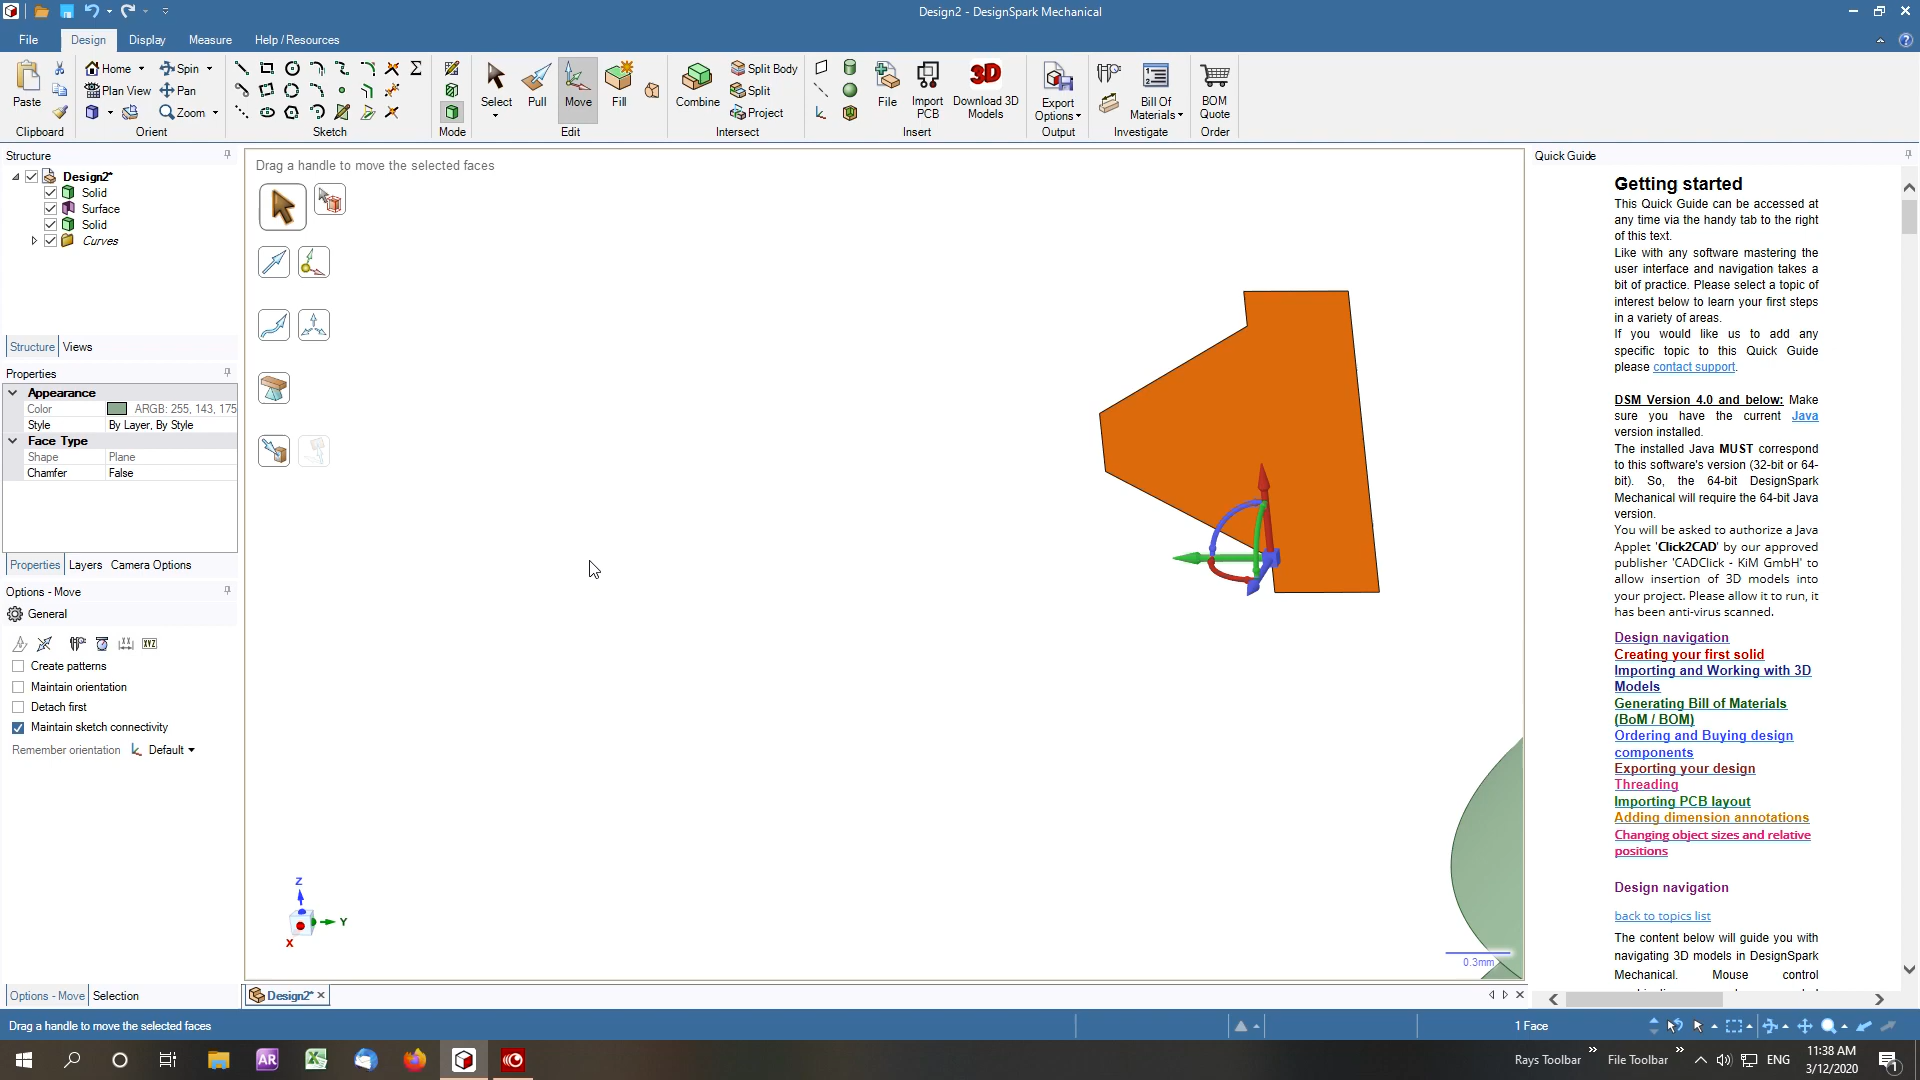 Design2 - DesignSpark Mechanical
File
Design
Display
Measure
Help / Resources
Paste
Clipboard
Home
Plan View
Spin
Pan
Zoom
Orient
Sketch
Mode
Select
Pull
Move
Fill
Edit
Combine
Split Body
Split
Project
Intersect
File
Import PCB
3D
Download 3D Models
Insert
Export Options
Output
Bill Of Materials
Investigate
BOM Quote
Order
Structure
Design2*
Solid
Surface
Solid
Curves
Structure
Views
Properties
Appearance
Color
ARGB: 255, 143, 175
Style
By Layer, By Style
Face Type
Shape
Plane
Chamfer
False
Properties
Layers
Camera Options
Options - Move
General
XYZ
Create patterns
Maintain orientation
Detach first
Maintain sketch connectivity
Remember orientation
Default
Options - Move
Selection
Drag a handle to move the selected faces
Z
Y
X
0.3mm
Design2*
Quick Guide
Getting started
This Quick Guide can be accessed at
any time via the handy tab to the right
of this text.
Like with any software mastering the
user interface and navigation takes a
bit of practice. Please select a topic of
interest below to learn your first steps
in a variety of areas.
If you would like us to add any
specific topic to this Quick Guide
please contact support.
DSM Version 4.0 and below: Make
sure you have the current Java
version installed.
The installed Java MUST correspond
to this software's version (32-bit or 64-
bit). So, the 64-bit DesignSpark
Mechanical will require the 64-bit Java
version.
You will be asked to authorize a Java
Applet 'Click2CAD' by our approved
publisher 'CADClick - KiM GmbH' to
allow insertion of 3D models into
your project. Please allow it to run, it
has been anti-virus scanned.
Design navigation
Creating your first solid
Importing and Working with 3D
Models
Generating Bill of Materials
(BoM / BOM)
Ordering and Buying design
components
Exporting your design
Threading
Importing PCB layout
Adding dimension annotations
Changing object sizes and relative
positions
Design navigation
back to topics list
The content below will guide you with
navigating 3D models in DesignSpark
Mechanical. Mouse control
Drag a handle to move the selected faces
1 Face
AR
Rays Toolbar
File Toolbar
ENG
11:38 AM
3/12/2020
1